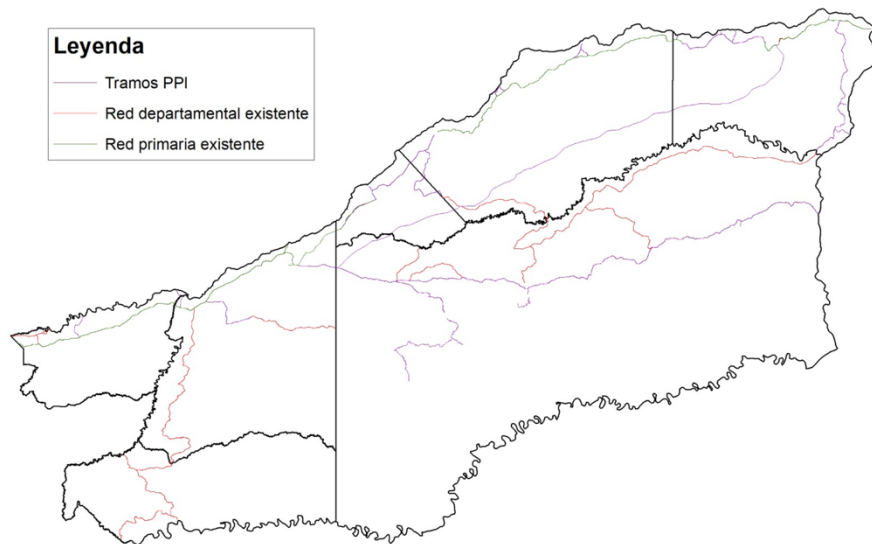 Leyenda
Tramos PPI
Red departamental existente
Red primaria existente